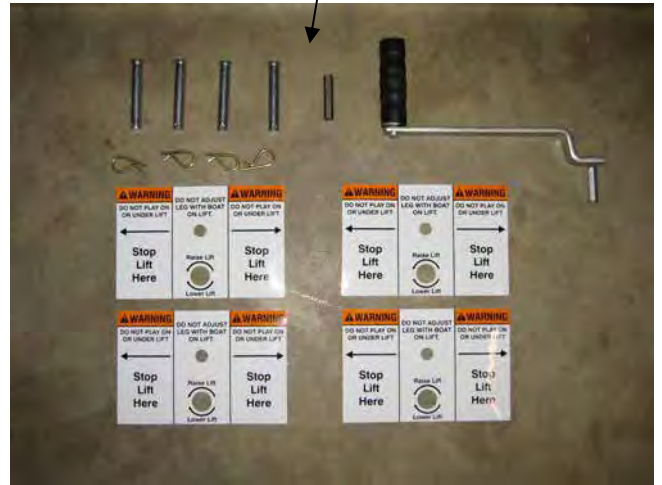 WARNING
DO NOT PLAY ON
OR UNDER LIFT
Stop
Lift
Here
DO NOT ADJUST
LEG WITH BOAT
ON LIFT.
Raise Lift
Lower Lift
WARNING
DO NOT PLAY ON
OR UNDER LIFT
Stop
Lift
Here
WARNING
DO NOT PLAY ON
OR UNDER LIFT
Stop
Lift
Here
DO NOT ADJUST
LEG WITH BOAT
ON LIFT.
Raise Lift
Lower Lift
WARNING
DO NOT PLAY ON
OR UNDER LIFT
Stop
Lift
Here
WARNING
DO NOT PLAY ON
OR UNDER LIFT
Stop
Lift
Here
DO NOT ADJUST
LEG WITH BOAT
ON LIFT.
Raise Lift
Lower Lift
WARNING
DO NOT PLAY ON
OR UNDER LIFT
Stop
Lift
Here
WARNING
DO NOT PLAY ON
OR UNDER LIFT
Stop
Lift
Here
DO NOT ADJUST
LEG WITH BOAT
ON LIFT.
Raise Lift
Lower Lift
WARNING
DO NOT PLAY ON
OR UNDER LIFT
Stop
Lift
Here